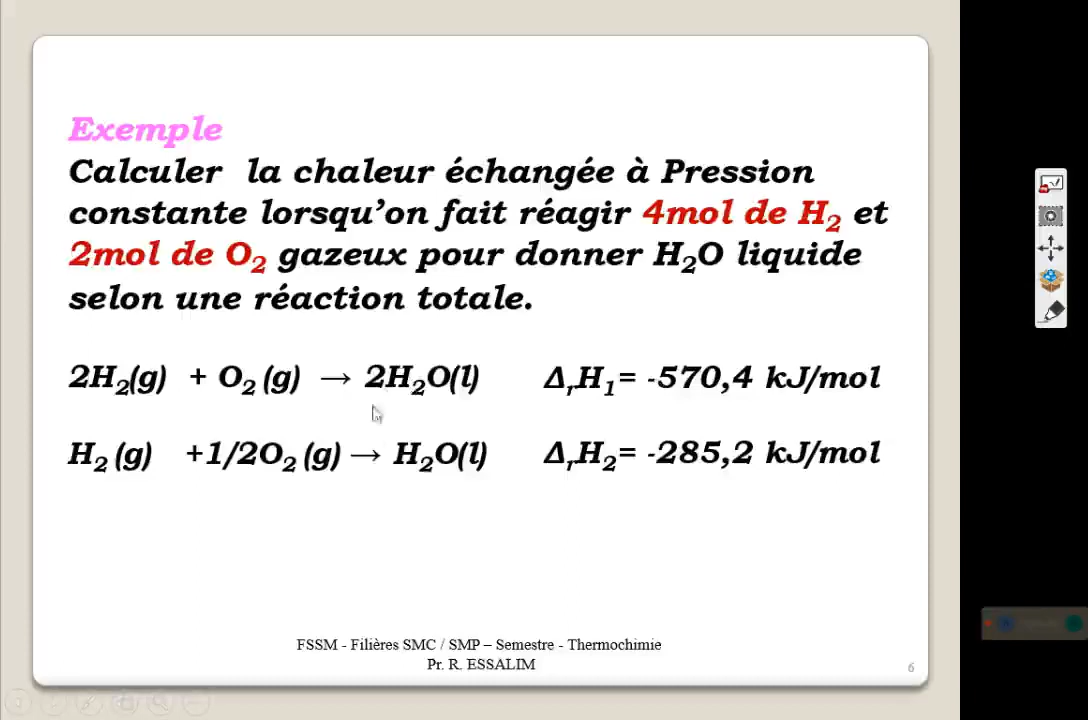 Exemple
Calculer la chaleur échangée à Pression
constante lorsqu'on fait réagir 4mol de H₂ et
2mol de O₂ gazeux pour donner H₂O liquide
selon une réaction totale.
2H₂(g) + O₂ (g) → 2H₂O(l) ΔᵣH₁= -570,4 kJ/mol
H₂ (g) +1/2O₂ (g) → H₂O(l) ΔᵣH₂= -285,2 kJ/mol
FSSM - Filières SMC / SMP – Semestre - Thermochimie
Pr. R. ESSALIM
6